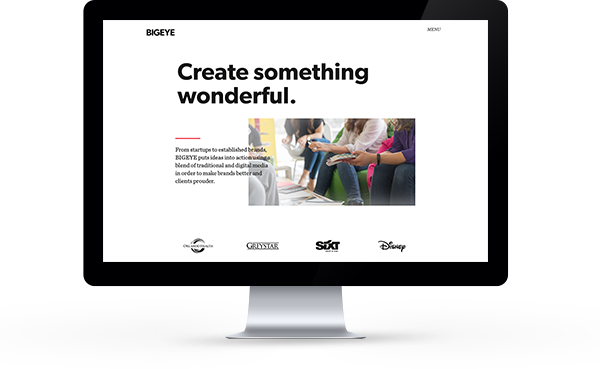 BIGEYE
MENU
Create something
wonderful.
From startups to established brands,
BIGEYE puts ideas into action using a
blend of traditional and digital media
in order to make brands better and
clients prouder.
ORLANDO HEALTH
GREYSTAR
SIXT
Disney